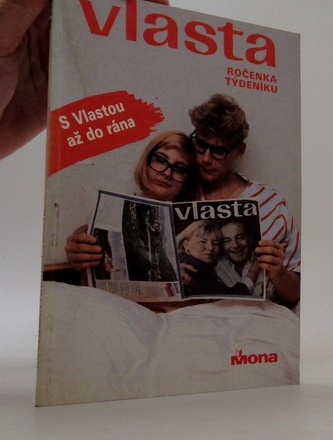 vlasta
ROČENKA
TÝDENÍKU
S Vlastou
až do rána
vlasta
Mona